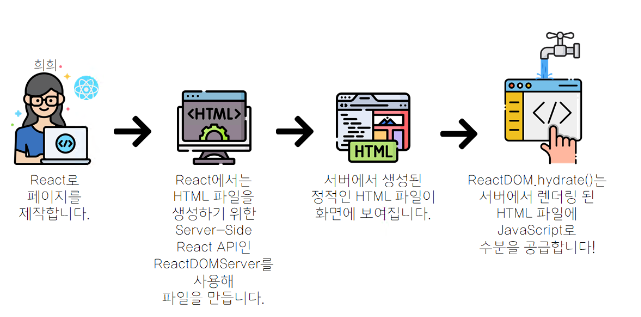 희희
React로
페이지를
제작합니다.
<HTML>
React에서는
HTML 파일을
생성하기 위한
Server-Side
React API인
ReactDOMServer를
사용해
파일을 만듭니다.
HTML
서버에서 생성된
정적인 HTML 파일이
화면에 보여집니다.
</>
ReactDOM.hydrate()는
서버에서 렌더링 된
HTML 파일에
JavaScript로
수분을 공급합니다!